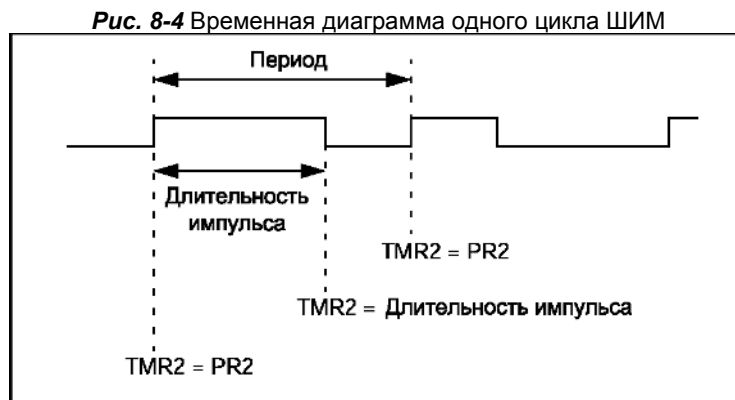 Рис. 8-4 Временная диаграмма одного цикла ШИМ
Период
Длительность
импульса
TMR2 = PR2
TMR2 = Длительность импульса
TMR2 = PR2